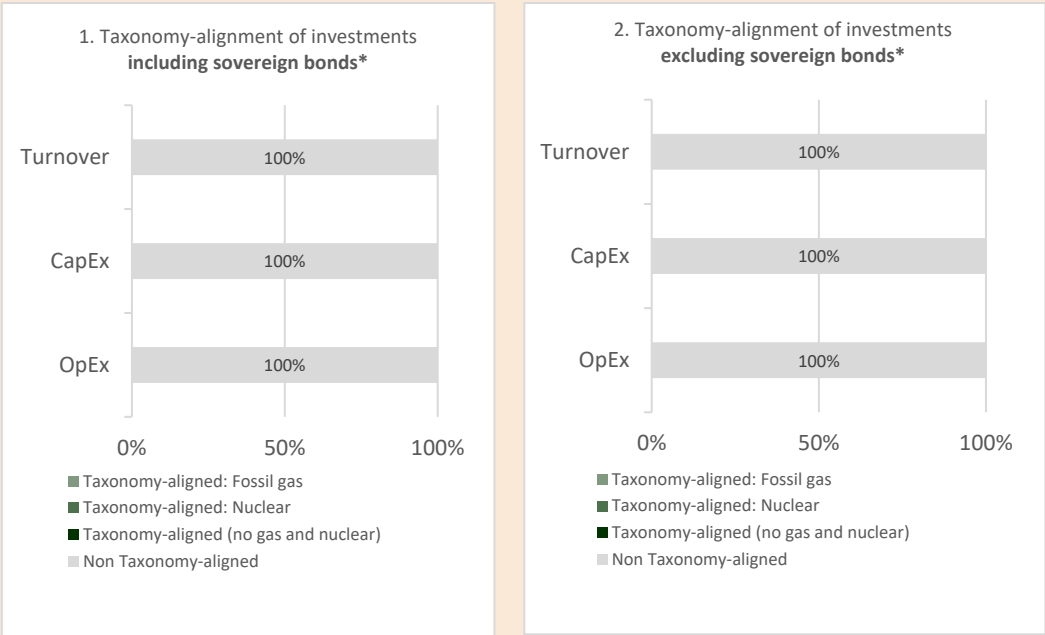 1. Taxonomy-alignment of investments
including sovereign bonds*
Turnover
100%
CapEx
100%
OpEx
100%
0%
50%
100%
Taxonomy-aligned: Fossil gas
Taxonomy-aligned: Nuclear
Taxonomy-aligned (no gas and nuclear)
Non Taxonomy-aligned
2. Taxonomy-alignment of investments
excluding sovereign bonds*
Turnover
100%
CapEx
100%
OpEx
100%
0%
50%
100%
Taxonomy-aligned: Fossil gas
Taxonomy-aligned: Nuclear
Taxonomy-aligned (no gas and nuclear)
Non Taxonomy-aligned